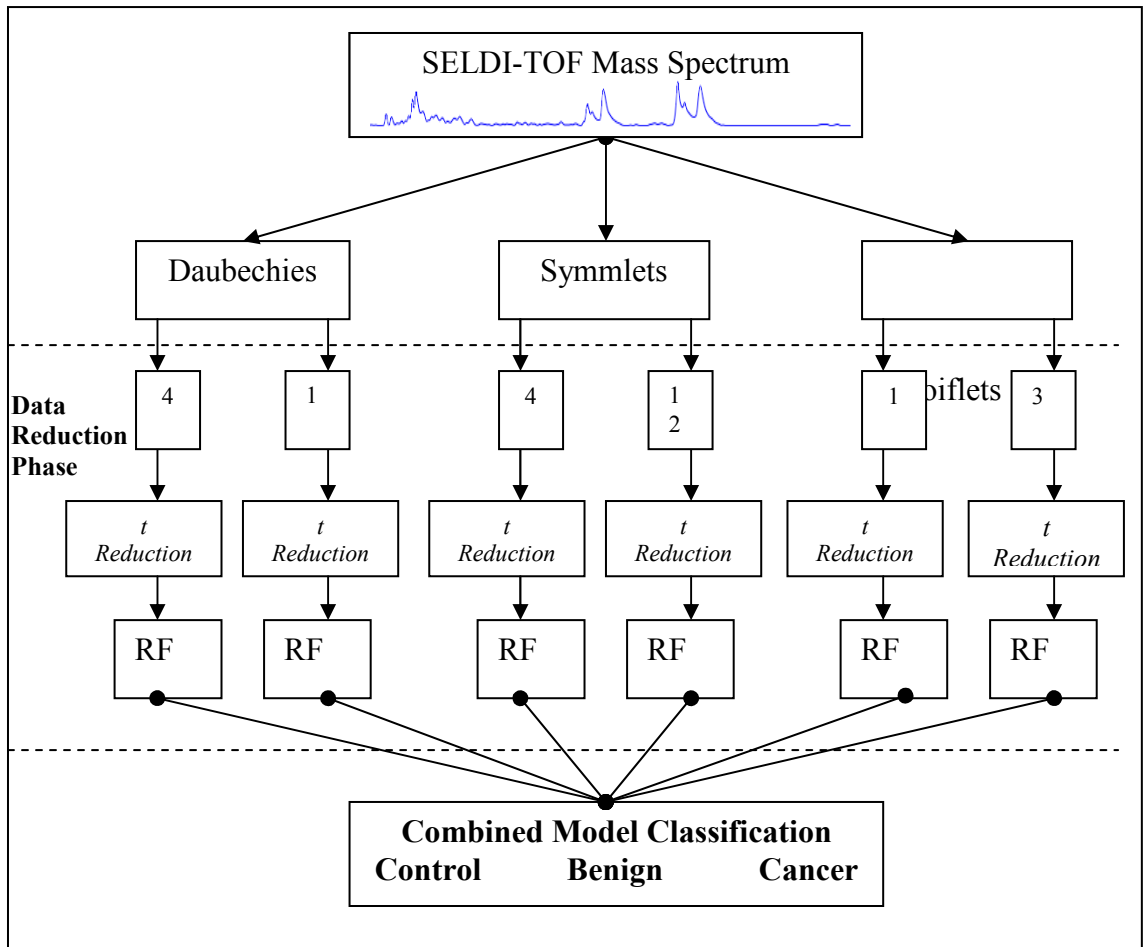 SELDI-TOF Mass Spectrum
Daubechies
Symmlets
oiflets
Data
Reduction
Phase
4
1
4
1
2
1
3
t
Reduction
t
Reduction
t
Reduction
t
Reduction
t
Reduction
t
Reduction
RF
RF
RF
RF
RF
RF
Combined Model Classification
Control Benign Cancer